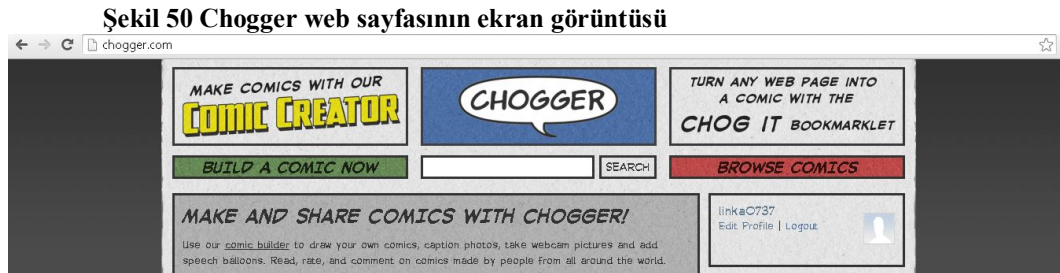 Şekil 50 Chogger web sayfasının ekran görüntüsü
chogger.com
MAKE COMICS WITH OUR
COMIC CREATOR
CHOGGER
TURN ANY WEB PAGE INTO
A COMIC WITH THE
CHOG IT BOOKMARKLET
BUILD A COMIC NOW
SEARCH
BROWSE COMICS
MAKE AND SHARE COMICS WITH CHOGGER!
Use our comic builder to draw your own comics, caption photos, take webcam pictures and add
speech balloons. Read, rate, and comment on comics made by people from all around the world.
linka0737
Edit Profile | Logout